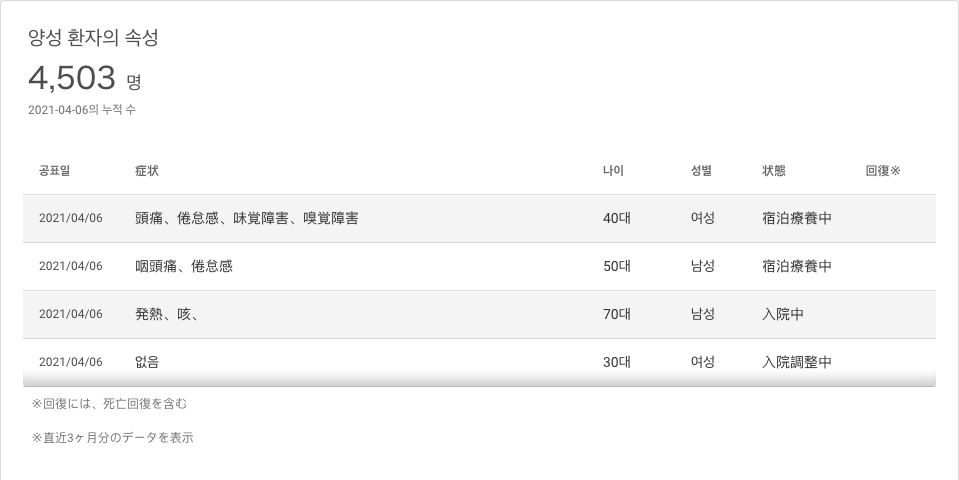 양성 환자의 속성
4,503 명
2021-04-06의 누적 수
공표일 症状 나이 성별 状態 回復※
2021/04/06 頭痛、倦怠感、味覚障害、嗅覚障害 40대 여성 宿泊療養中
2021/04/06 咽頭痛、倦怠感 50대 남성 宿泊療養中
2021/04/06 発熱、咳、 70대 남성 入院中
2021/04/06 없음 30대 여성 入院調整中
※回復には、死亡回復を含む
※直近3ヶ月分のデータを表示